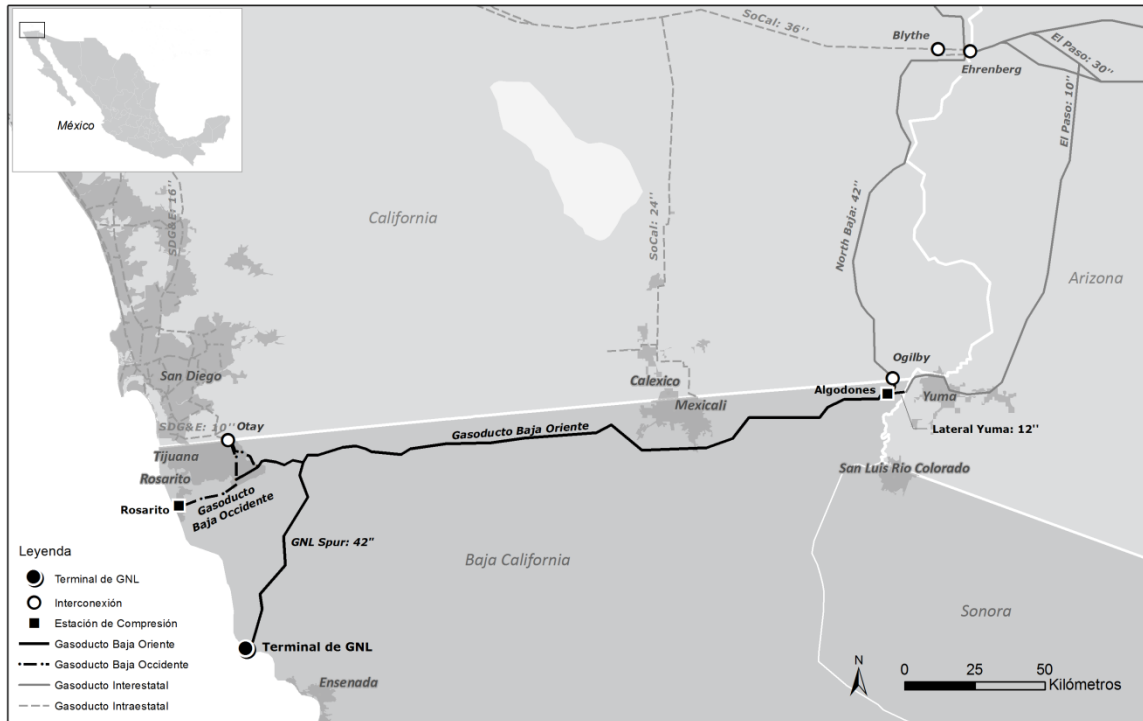 SoCal: 36''
Blythe
El Paso: 30''
Ehrenberg
México
El Paso: 10''
SDG&E: 16''
California
SoCal: 24''
North Baja: 42''
Arizona
Ogilby
San Diego
Calexico
Algodones
Yuma
Mexicali
SDG&E: 10''
Otay
Gasoducto Baja Oriente
Lateral Yuma: 12''
Tijuana
San Luis Rio Colorado
Rosarito
Rosarito
Gasoducto
Baja Occidente
GNL Spur: 42"
Baja California
Leyenda
Terminal de GNL
Interconexión
Estación de Compresión
Gasoducto Baja Oriente
Gasoducto Baja Occidente
Gasoducto Interestatal
Gasoducto Intraestatal
Terminal de GNL
Ensenada
Sonora
N
0 25 50
Kilómetros